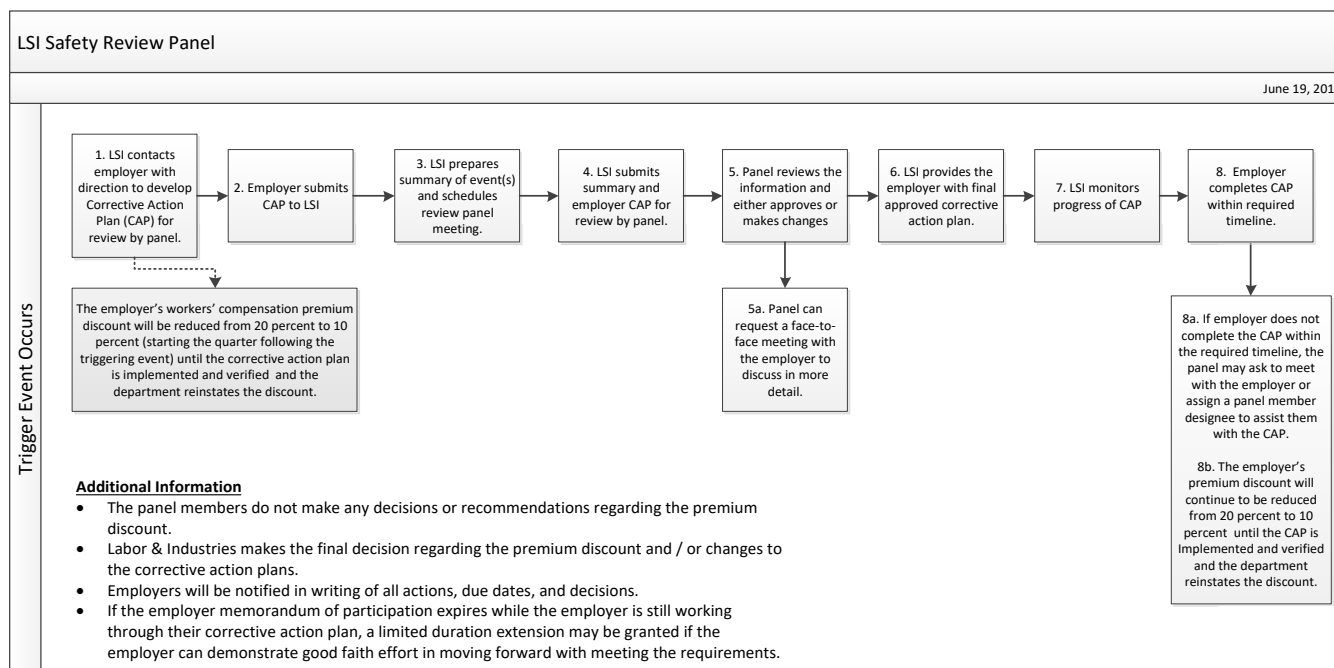 LSI Safety Review Panel
June 19, 201
Trigger Event Occurs
1. LSI contacts
employer with
direction to develop
Corrective Action
Plan (CAP) for
review by panel.
2. Employer submits
CAP to LSI
3. LSI prepares
summary of event(s)
and schedules
review panel
meeting.
4. LSI submits
summary and
employer CAP for
review by panel.
5. Panel reviews the
information and
either approves or
makes changes
6. LSI provides the
employer with final
approved corrective
action plan.
7. LSI monitors
progress of CAP
8. Employer
completes CAP
within required
timeline.
The employer’s workers’ compensation premium
discount will be reduced from 20 percent to 10
percent (starting the quarter following the
triggering event) until the corrective action plan
is implemented and verified and the
department reinstates the discount.
5a. Panel can
request a face-to-
face meeting with
the employer to
discuss in more
detail.
8a. If employer does not
complete the CAP within
the required timeline, the
panel may ask to meet
with the employer or
assign a panel member
designee to assist them
with the CAP.
8b. The employer’s
premium discount will
continue to be reduced
from 20 percent to 10
percent until the CAP is
Implemented and verified
and the department
reinstates the discount.
Additional Information
• The panel members do not make any decisions or recommendations regarding the premium
discount.
• Labor & Industries makes the final decision regarding the premium discount and / or changes to
the corrective action plans.
• Employers will be notified in writing of all actions, due dates, and decisions.
• If the employer memorandum of participation expires while the employer is still working
through their corrective action plan, a limited duration extension may be granted if the
employer can demonstrate good faith effort in moving forward with meeting the requirements.